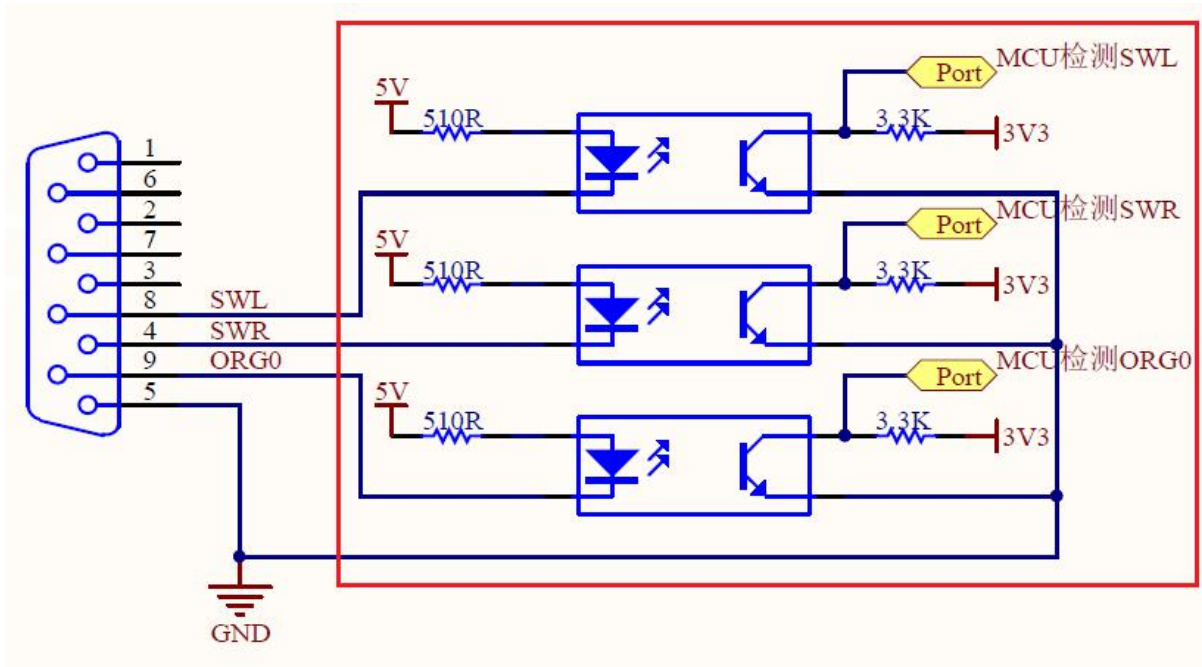 MCU检测SWL
Port
5V
510R
3.3K
3V3
1
6
2
7
3
8
4
9
5
SWL
SWR
ORG0
MCU检测SWR
Port
5V
510R
3.3K
3V3
MCU检测ORG0
Port
5V
510R
3.3K
3V3
GND